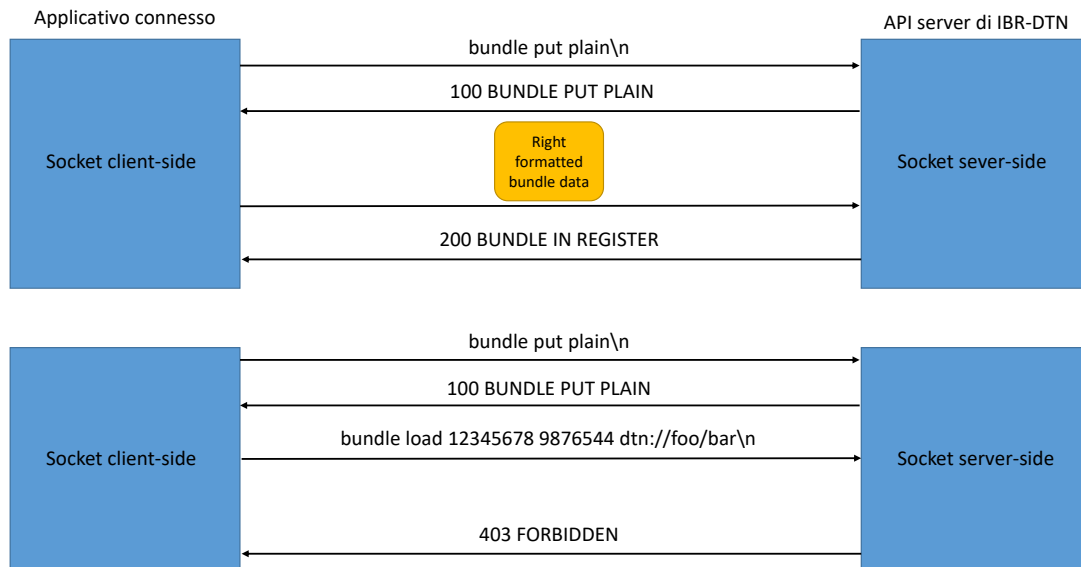 Applicativo connesso
API server di IBR-DTN
bundle put plain\n
100 BUNDLE PUT PLAIN
Socket client-side
Right
formatted
bundle data
Socket sever-side
200 BUNDLE IN REGISTER
bundle put plain\n
100 BUNDLE PUT PLAIN
bundle load 12345678 9876544 dtn://foo/bar\n
Socket client-side
Socket server-side
403 FORBIDDEN